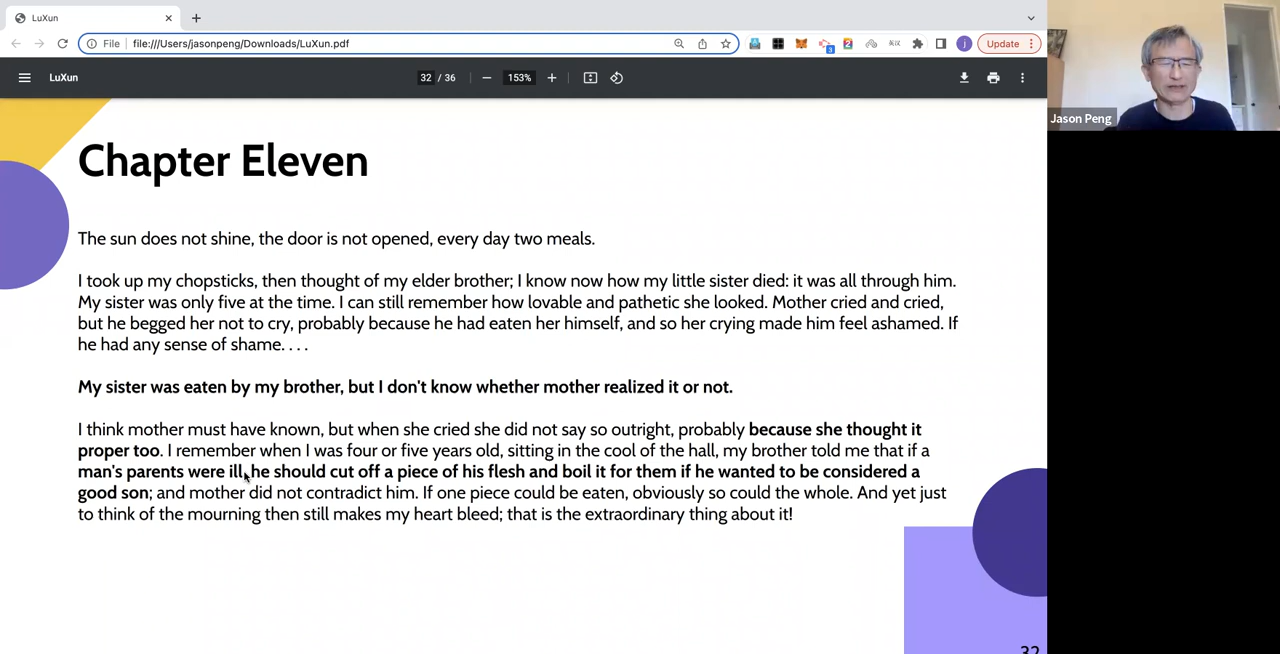 LuXun
File
file:///Users/jasonpeng/Downloads/LuXun.pdf
3
2
j
Update
LuXun
32 / 36
153%
Jason Peng
Chapter Eleven
The sun does not shine, the door is not opened, every day two meals.
I took up my chopsticks, then thought of my elder brother; I know now how my little sister died: it was all through him.
My sister was only five at the time. I can still remember how lovable and pathetic she looked. Mother cried and cried,
but he begged her not to cry, probably because he had eaten her himself, and so her crying made him feel ashamed. If
he had any sense of shame. . . .
My sister was eaten by my brother, but I don't know whether mother realized it or not.
I think mother must have known, but when she cried she did not say so outright, probably because she thought it
proper too. I remember when I was four or five years old, sitting in the cool of the hall, my brother told me that if a
man's parents were ill, he should cut off a piece of his flesh and boil it for them if he wanted to be considered a
good son; and mother did not contradict him. If one piece could be eaten, obviously so could the whole. And yet just
to think of the mourning then still makes my heart bleed; that is the extraordinary thing about it!
32